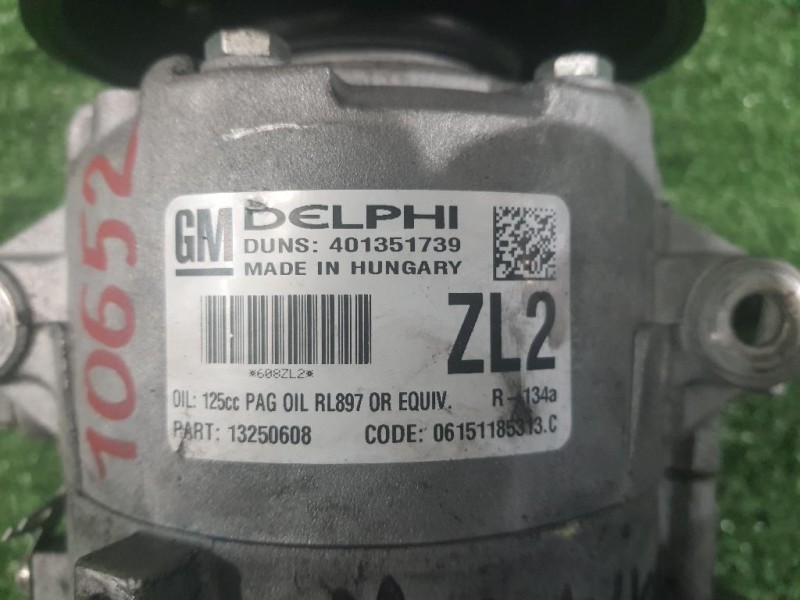 10652
GM DELPHI
DUNS: 401351739
MADE IN HUNGARY
ZL2
*608ZL2*
OIL: 125cc PAG OIL RL897 OR EQUIV. R-134a
PART: 13250608 CODE: 06151185313.C